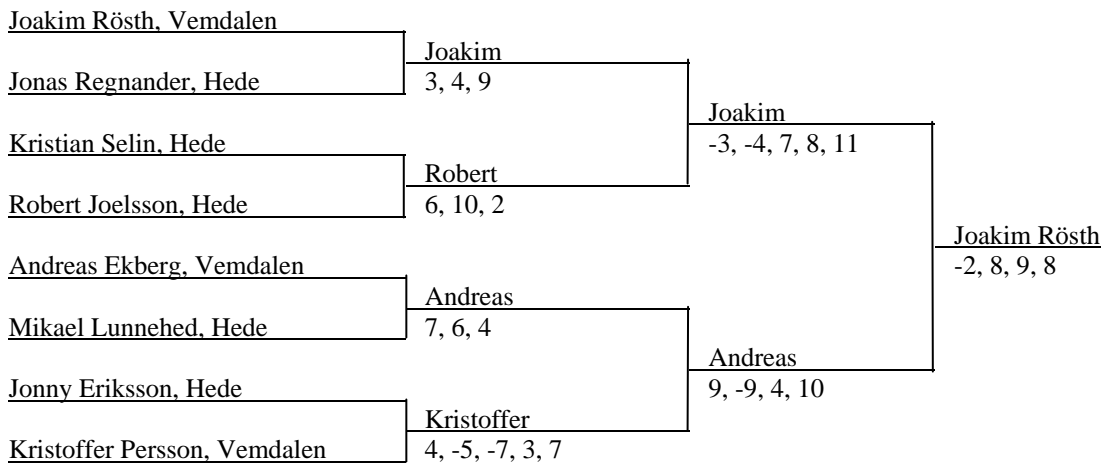 Joakim Rösth, Vemdalen
Joakim
Jonas Regnander, Hede
3, 4, 9
Joakim
Kristian Selin, Hede
-3, -4, 7, 8, 11
Robert
Robert Joelsson, Hede
6, 10, 2
Joakim Rösth
Andreas Ekberg, Vemdalen
-2, 8, 9, 8
Andreas
Mikael Lunnehed, Hede
7, 6, 4
Andreas
Jonny Eriksson, Hede
9, -9, 4, 10
Kristoffer
Kristoffer Persson, Vemdalen
4, -5, -7, 3, 7